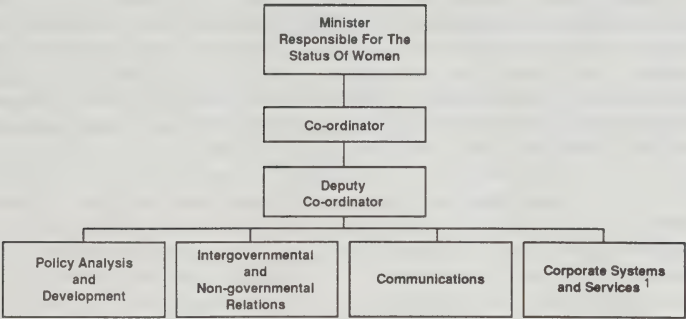 Minister
Responsible For The
Status Of Women
Co-ordinator
Deputy
Co-ordinator
Policy Analysis
and
Development
Intergovernmental
and
Non-governmental
Relations
Communications
Corporate Systems
and Services 1